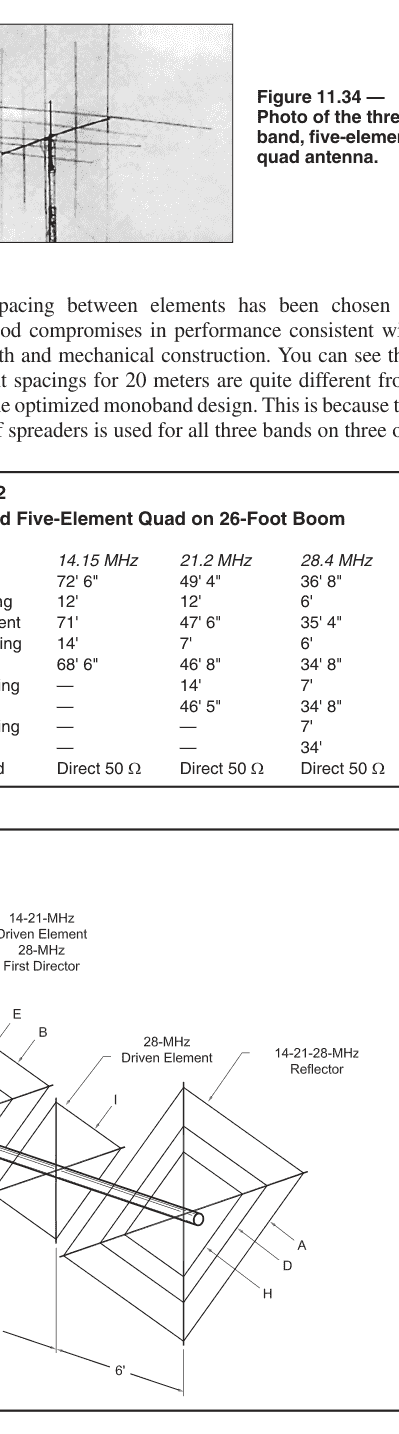 Figure 11.34 —
Photo of the thre
band, five-elemen
quad antenna.
pacing between elements has been chosen
od compromises in performance consistent wi
th and mechanical construction. You can see th
t spacings for 20 meters are quite different fro
e optimized monoband design. This is because t
f spreaders is used for all three bands on three o
2
d Five-Element Quad on 26-Foot Boom
14.15 MHz 21.2 MHz 28.4 MHz
72' 6" 49' 4" 36' 8"
ng 12' 12' 6'
ent 71' 47' 6" 35' 4"
ing 14' 7' 6'
68' 6" 46' 8" 34' 8"
ing — 14' 7'
— 46' 5" 34' 8"
ing — — 7'
— — 34'
d Direct 50 Ω Direct 50 Ω Direct 50 Ω
14-21-MHz
Driven Element
28-MHz
First Director
E
B
28-MHz
Driven Element
I
14-21-28-MHz
Reflector
A
D
H
6'